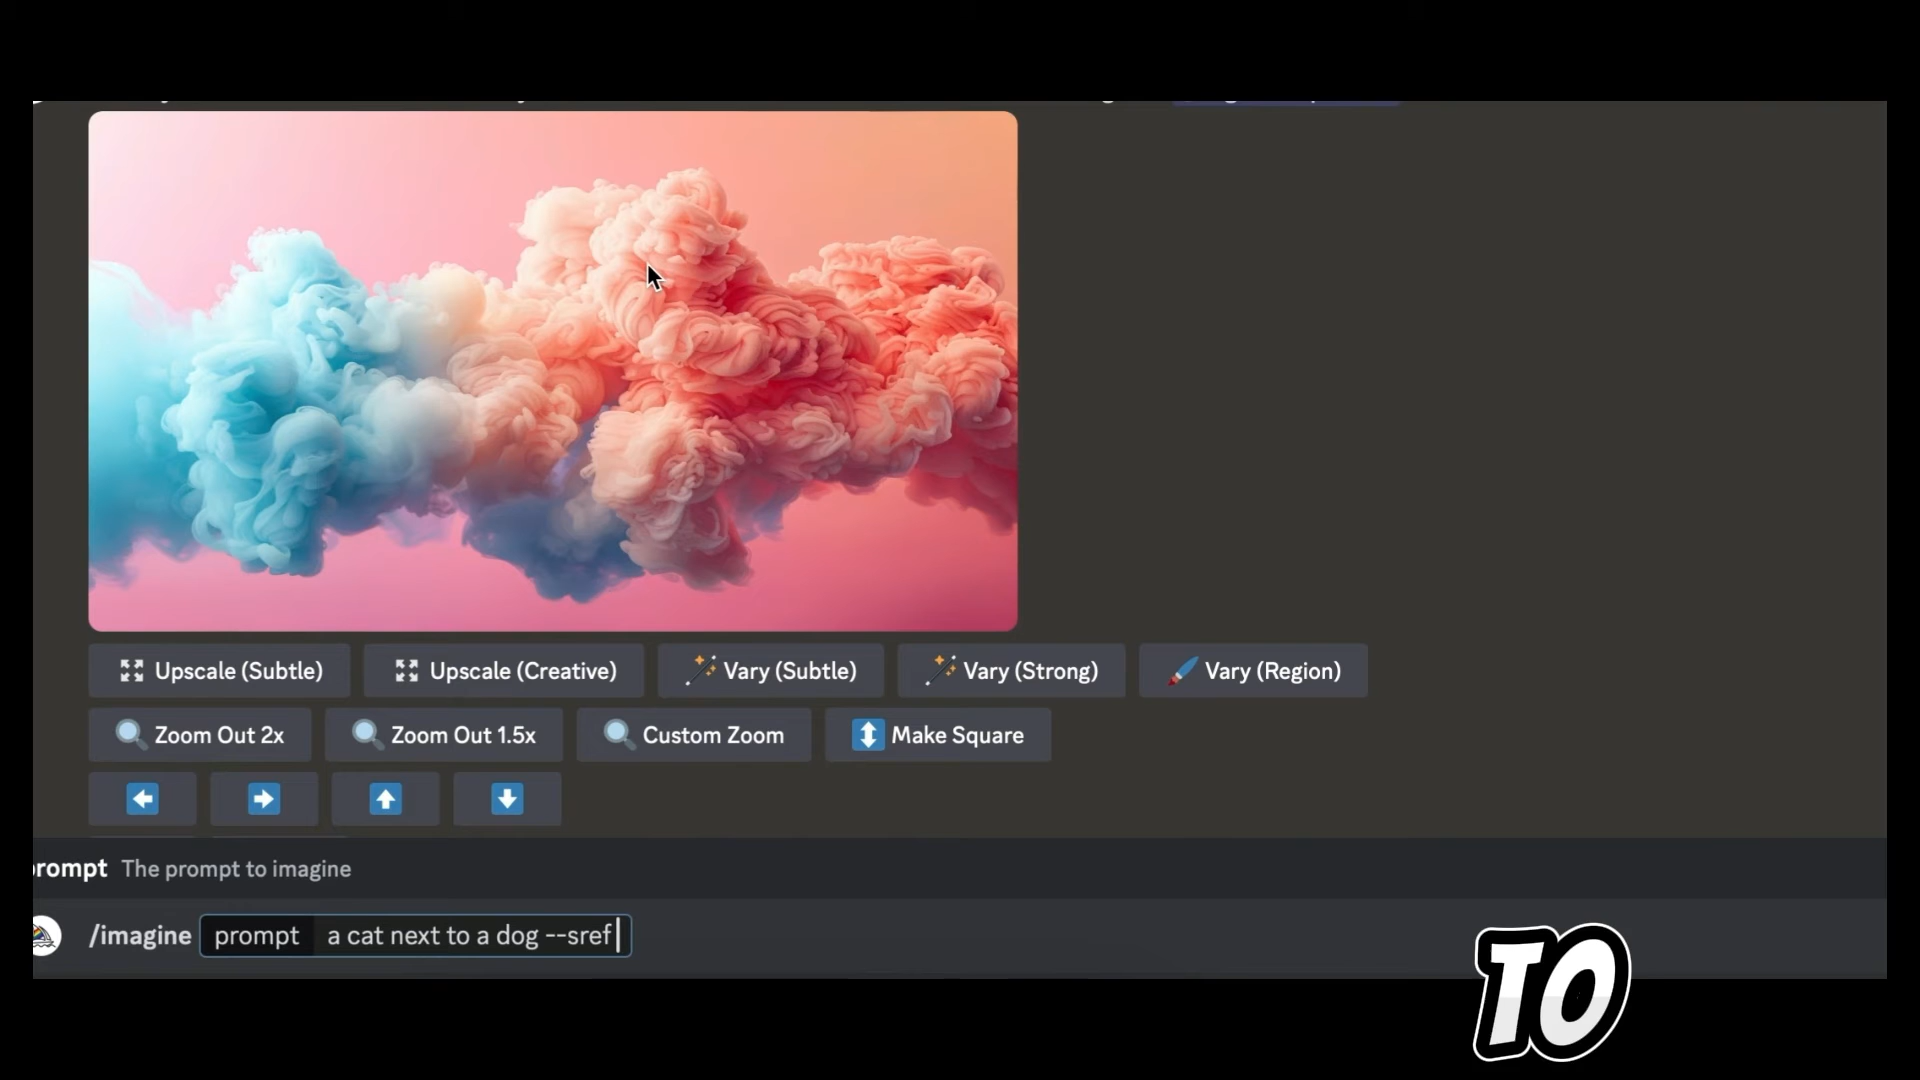 Upscale (Subtle) Upscale (Creative) Vary (Subtle) Vary (Strong) Vary (Region)
Zoom Out 2x Zoom Out 1.5x Custom Zoom Make Square
prompt The prompt to imagine
/imagine prompt a cat next to a dog --sref
TO